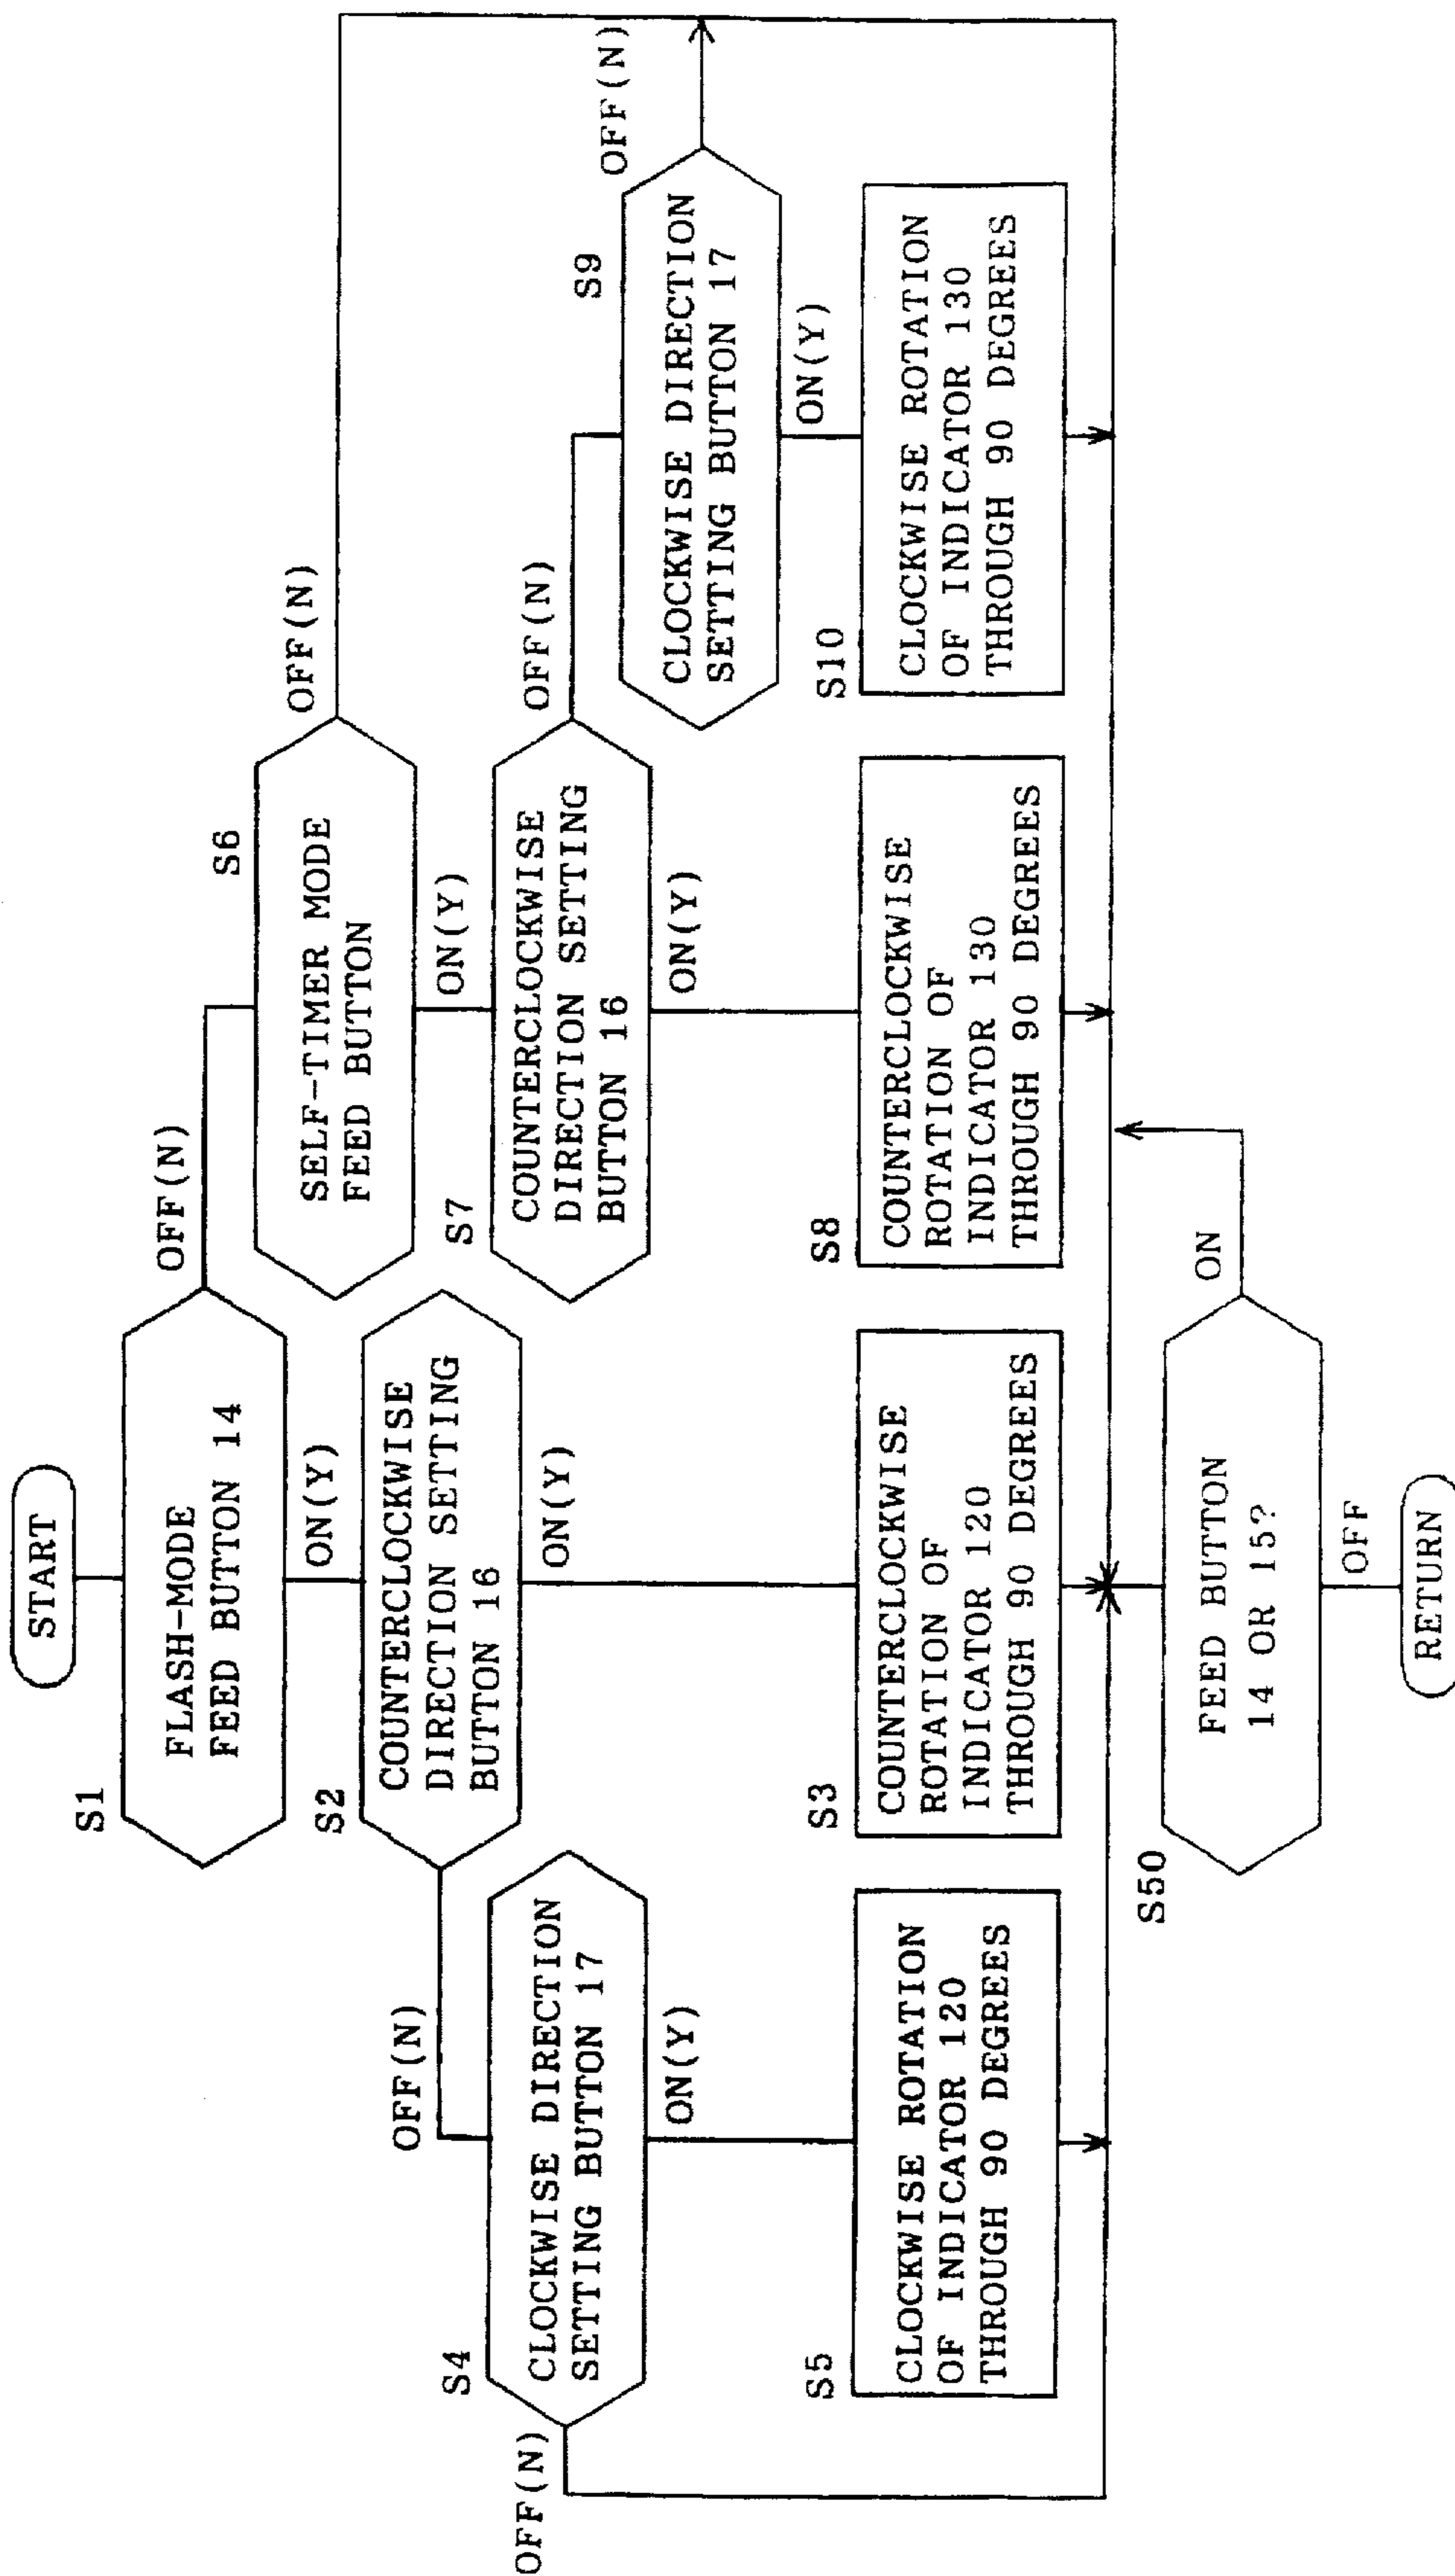 START
S1
FLASH-MODE
FEED BUTTON 14
OFF(N)
ON(Y)
S6
SELF-TIMER MODE
FEED BUTTON
OFF(N)
ON(Y)
S2
COUNTERCLOCKWISE
DIRECTION SETTING
BUTTON 16
OFF(N)
ON(Y)
S7
COUNTERCLOCKWISE
DIRECTION SETTING
BUTTON 16
OFF(N)
ON(Y)
S4
CLOCKWISE DIRECTION
SETTING BUTTON 17
OFF(N)
ON(Y)
S9
CLOCKWISE DIRECTION
SETTING BUTTON 17
OFF(N)
ON(Y)
S5
CLOCKWISE ROTATION
OF INDICATOR 120
THROUGH 90 DEGREES
S3
COUNTERCLOCKWISE
ROTATION OF
INDICATOR 120
THROUGH 90 DEGREES
S8
COUNTERCLOCKWISE
ROTATION OF
INDICATOR 130
THROUGH 90 DEGREES
S10
CLOCKWISE ROTATION
OF INDICATOR 130
THROUGH 90 DEGREES
S50
FEED BUTTON
14 OR 15?
ON
OFF
RETURN